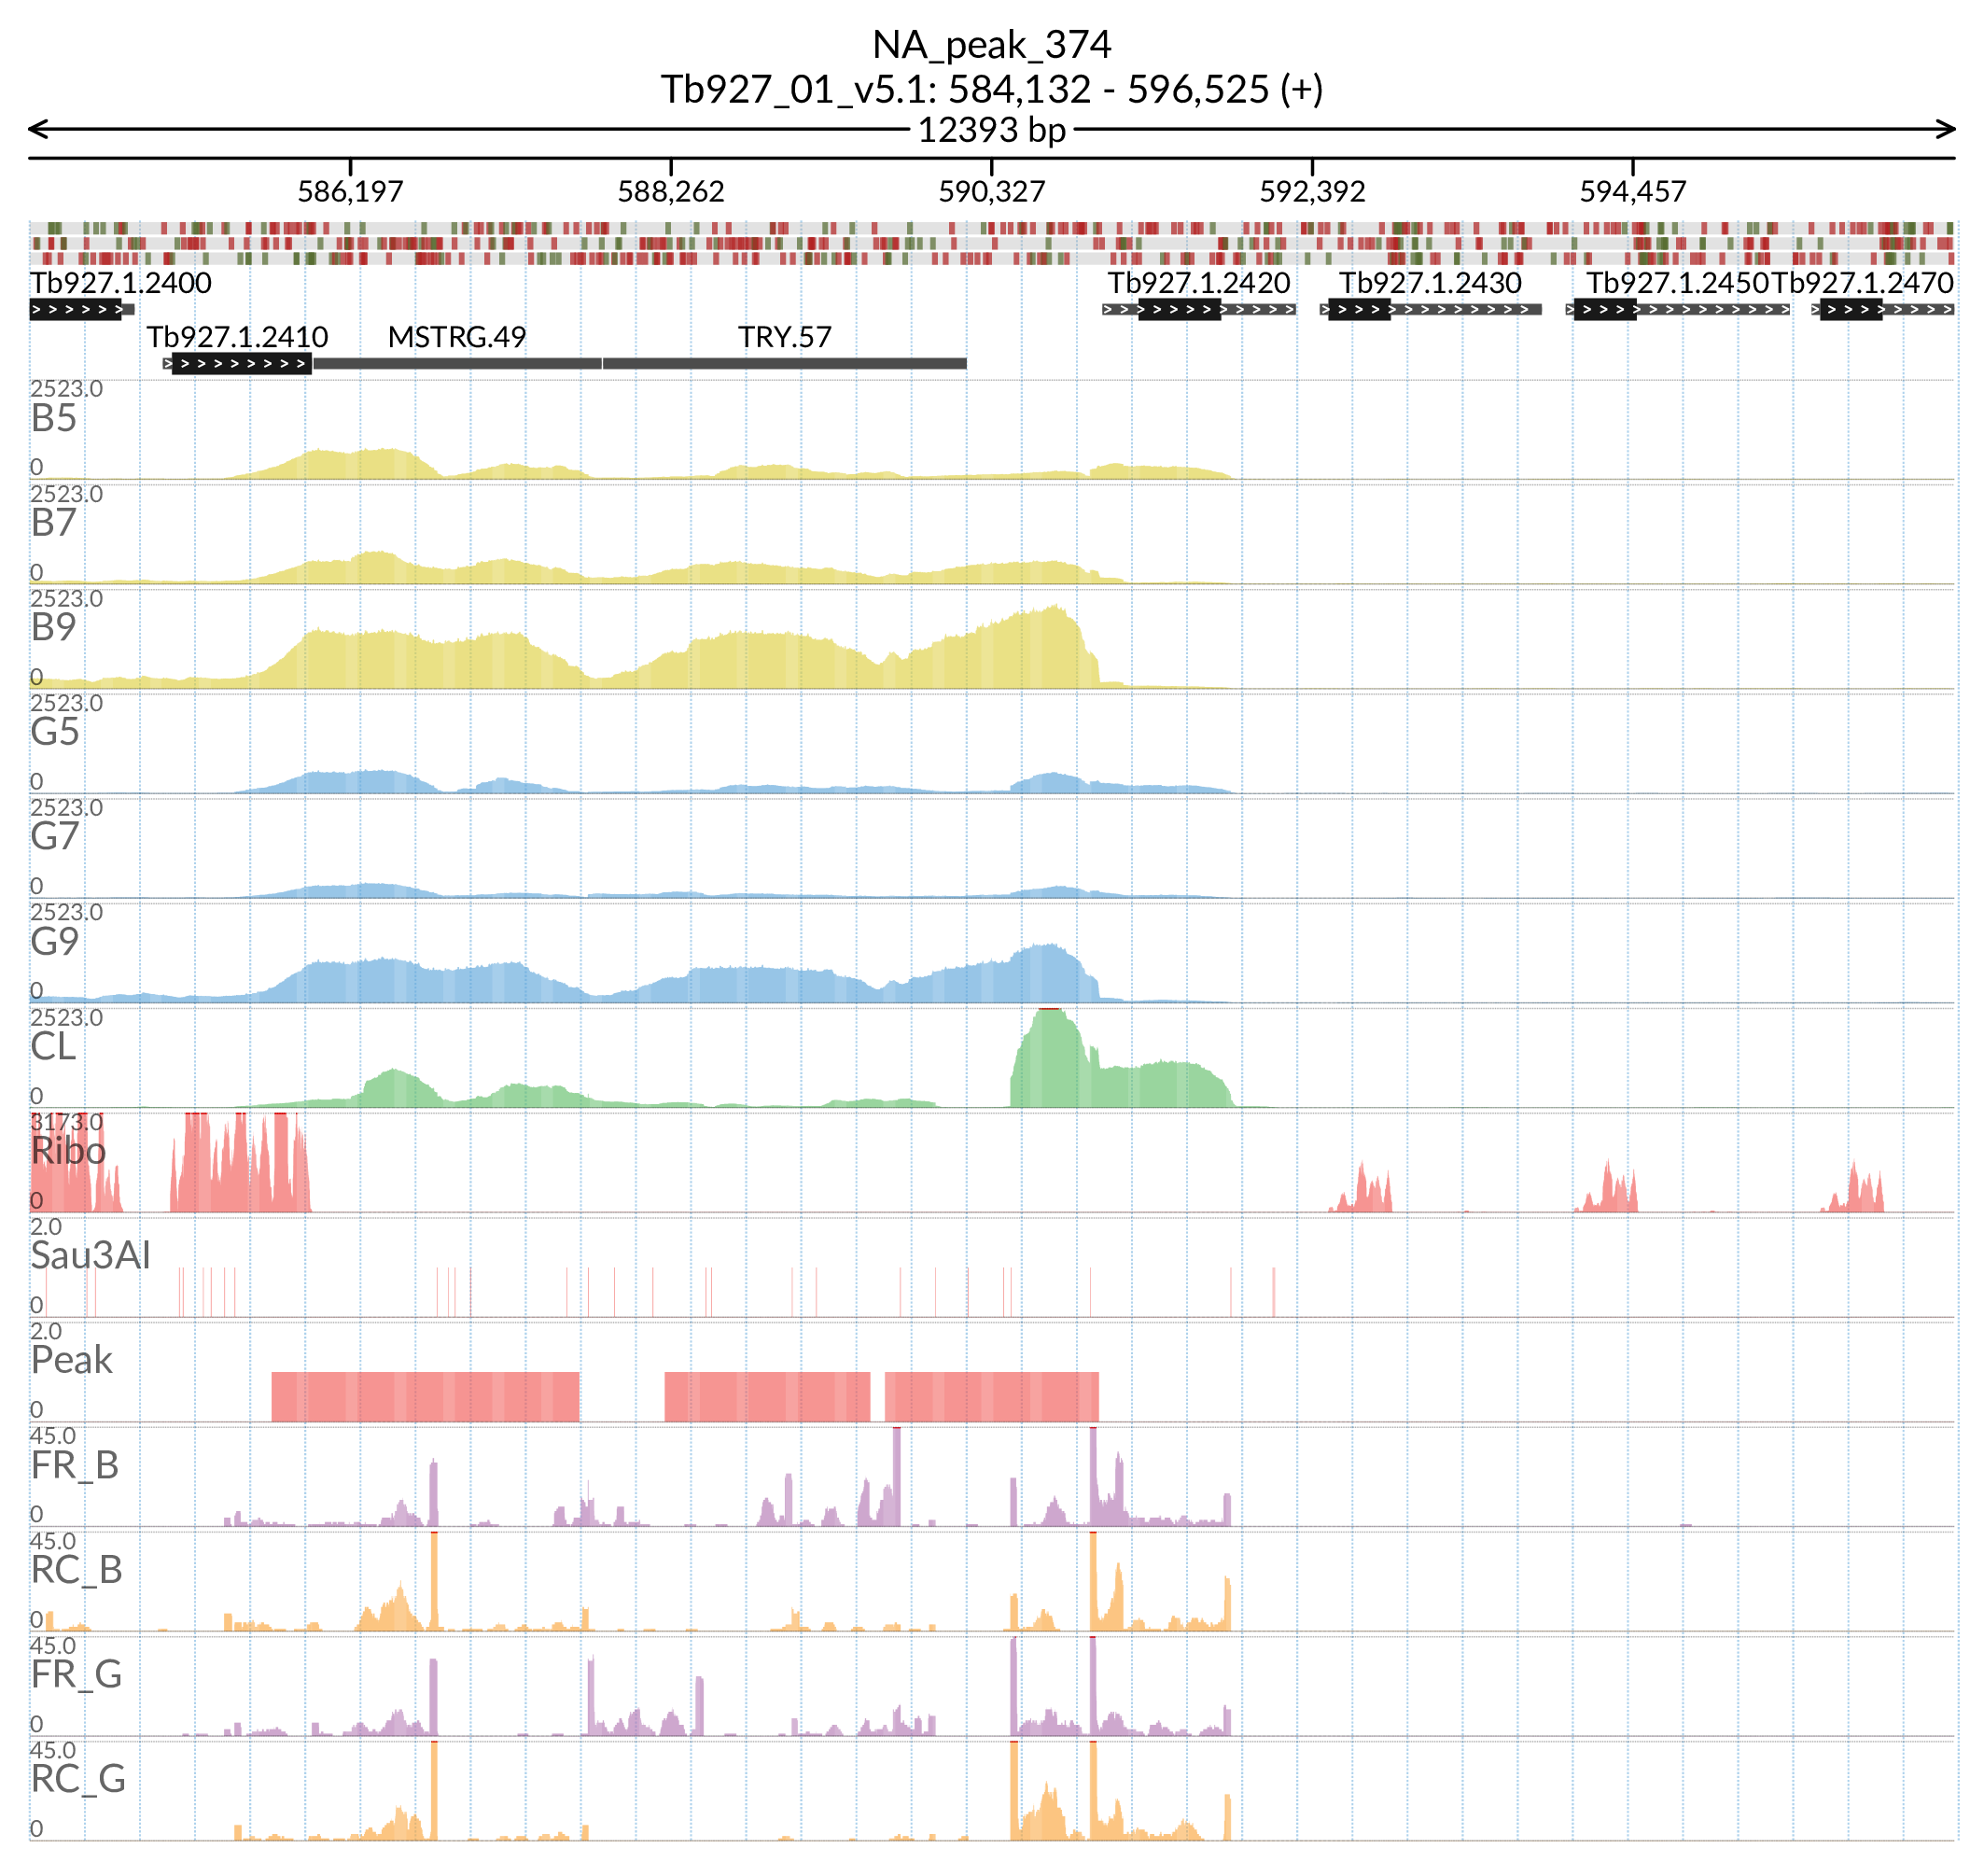 NA_peak_374
Tb927_01_v5.1: 584,132 - 596,525 (+)
12393 bp
586,197 588,262 590,327 592,392 594,457
Tb927.1.2400 Tb927.1.2420 Tb927.1.2430 Tb927.1.2450 Tb927.1.2470
Tb927.1.2410 MSTRG.49 TRY.57
2523.0
B5
0
2523.0
B7
0
2523.0
B9
0
2523.0
G5
0
2523.0
G7
0
2523.0
G9
0
2523.0
CL
0
3173.0
Ribo
0
2.0
Sau3AI
0
2.0
Peak
0
45.0
FR_B
0
45.0
RC_B
0
45.0
FR_G
0
45.0
RC_G
0